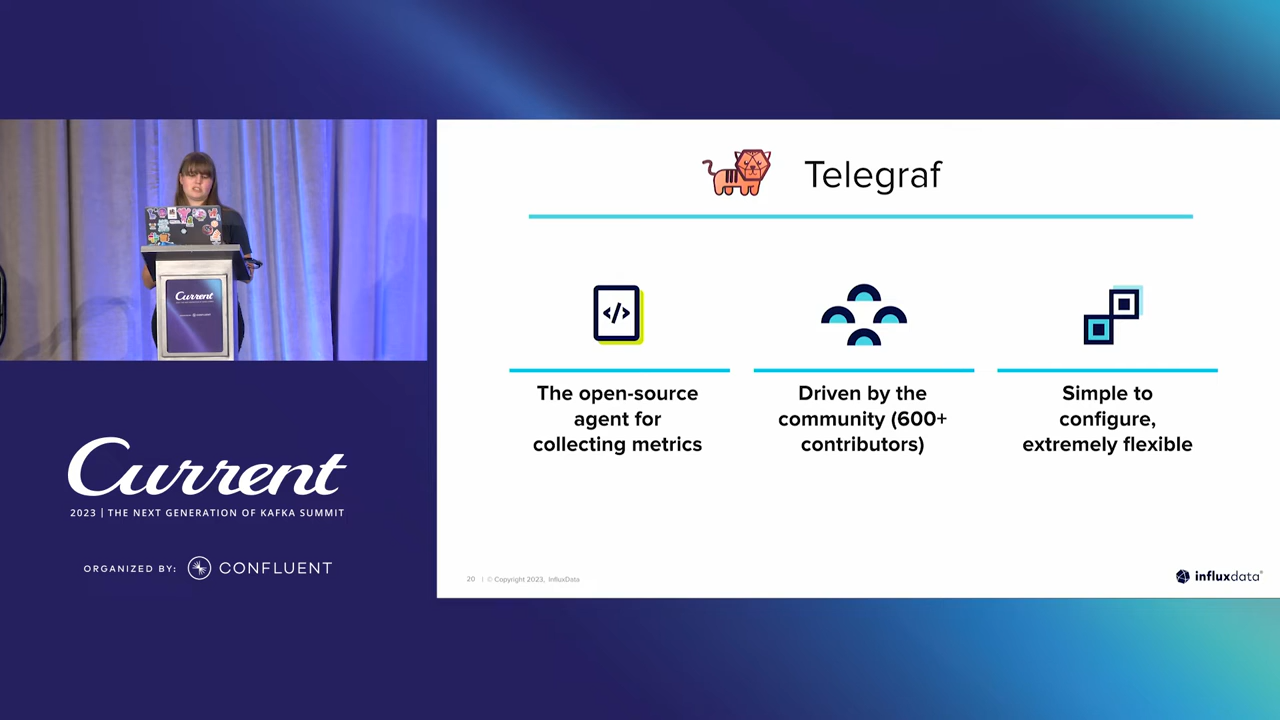 Telegraf
The open-source
agent for
collecting metrics
Driven by the
community (600+
contributors)
Simple to
configure,
extremely flexible
20 | © Copyright 2023, InfluxData
influxdata®
Current
Current
2023 | THE NEXT GENERATION OF KAFKA SUMMIT
ORGANIZED BY: CONFLUENT